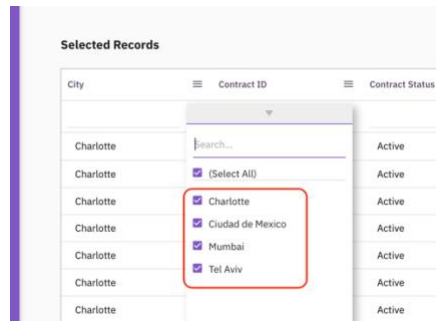 Selected Records
City Contract ID Contract Status
Search...
Charlotte Active
Charlotte (Select All) Active
Charlotte Charlotte Active
Charlotte Ciudad de Mexico Active
Charlotte Mumbai Active
Charlotte Tel Aviv Active
Charlotte Active